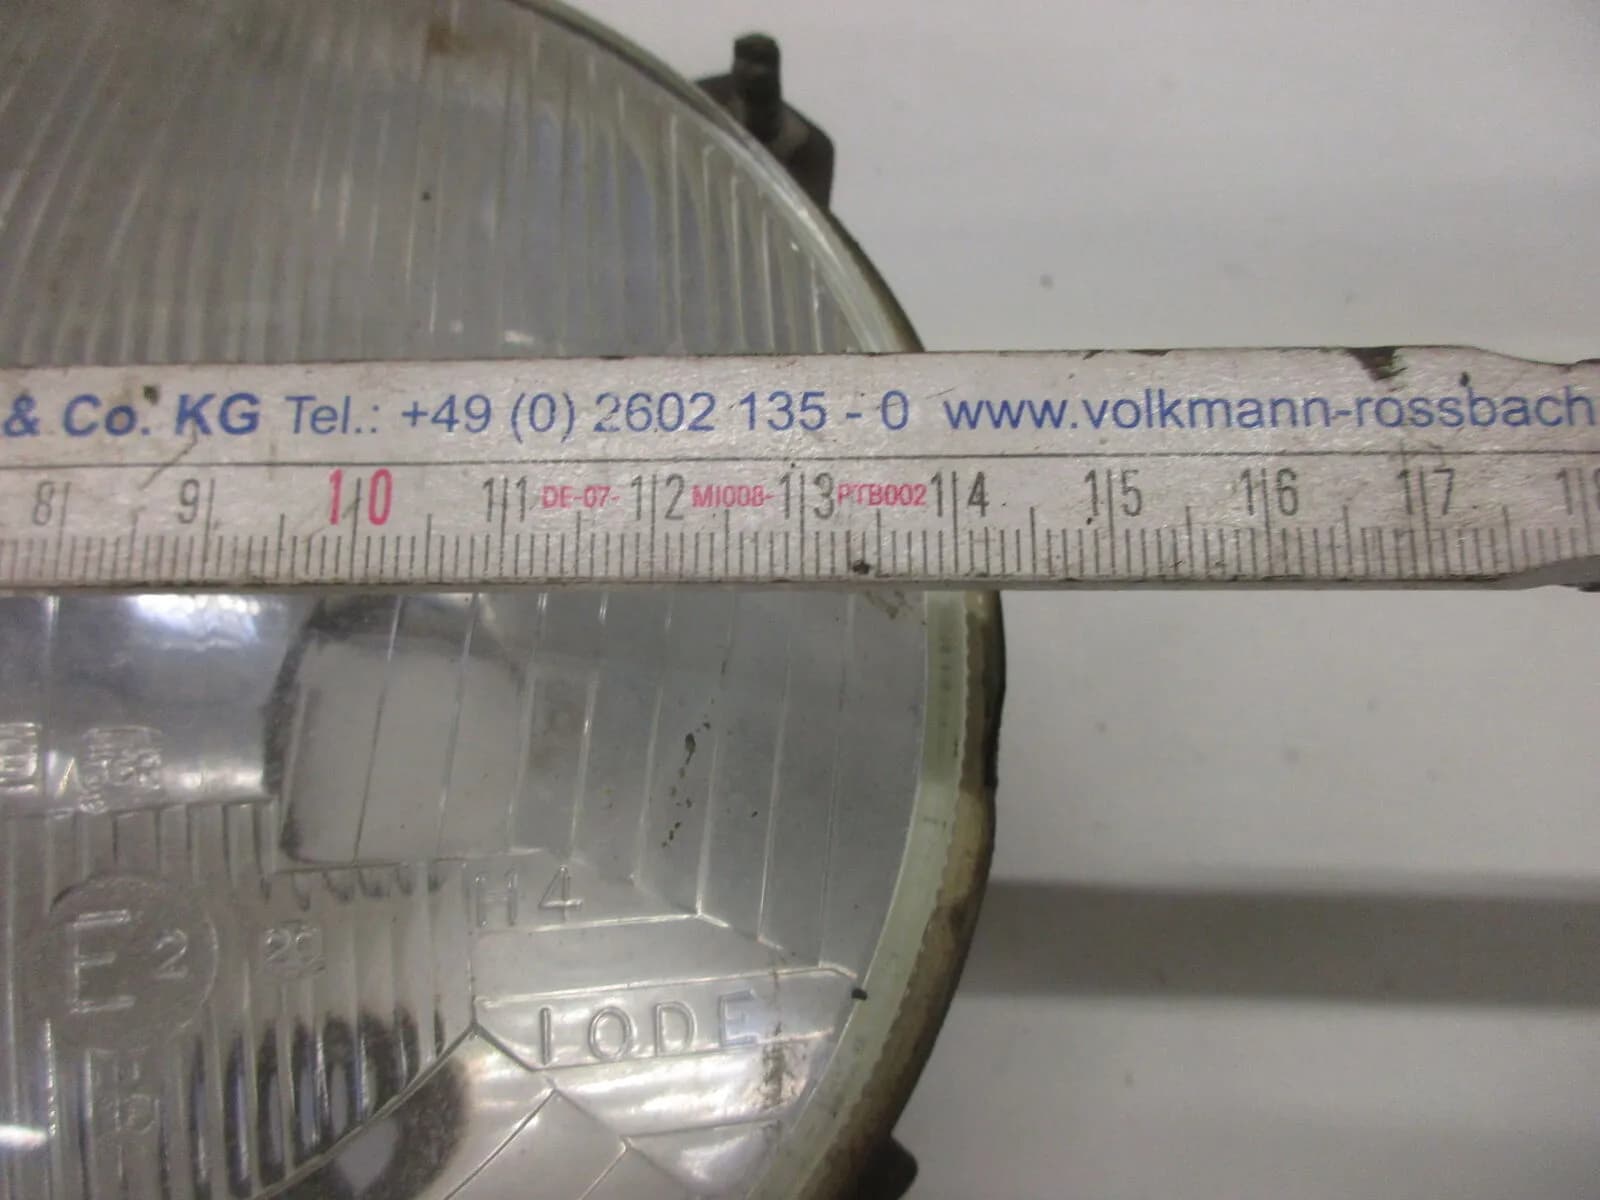 & Co. KG Tel.: +49 (0) 2602 135 - 0 www.volkmann-rossbach
8 9 10 11 DE-07- 12 MI008- 13 PTB002 14 15 16 17 18
H4
E2
IODE